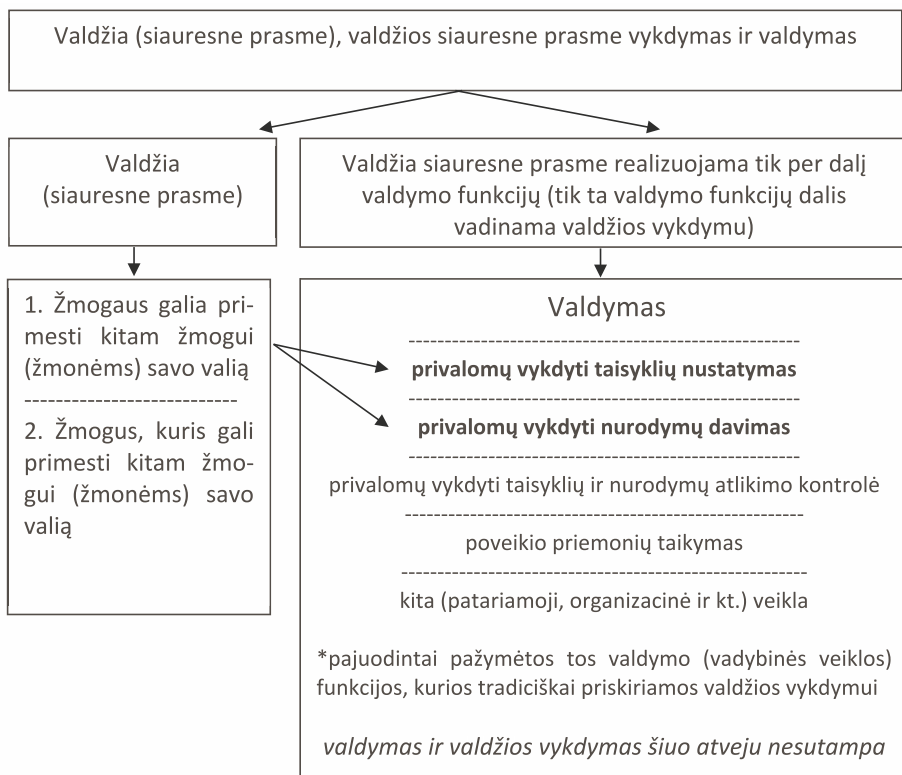 Valdžia (siauresne prasme), valdžios siauresne prasme vykdymas ir valdymas
Valdžia
(siauresne prasme)
Valdžia siauresne prasme realizuojama tik per dalį
valdymo funkcijų (tik ta valdymo funkcijų dalis
vadinama valdžios vykdymu)
1. Žmogaus galia pri-
mesti kitam žmogui
(žmonėms) savo valią
---------------------------
2. Žmogus, kuris gali
primesti kitam žmo-
gui (žmonėms) savo
valią
Valdymas
-------------------------------------------------------
privalomų vykdyti taisyklių nustatymas
-------------------------------------------------------
privalomų vykdyti nurodymų davimas
-------------------------------------------------------
privalomų vykdyti taisyklių ir nurodymų atlikimo kontrolė
-------------------------------------------------------
poveikio priemonių taikymas
-------------------------------------------------------
kita (patariamoji, organizacinė ir kt.) veikla
*pajuodintai pažymėtos tos valdymo (vadybinės veiklos)
funkcijos, kurios tradiciškai priskiriamos valdžios vykdymui
valdymas ir valdžios vykdymas šiuo atveju nesutampa